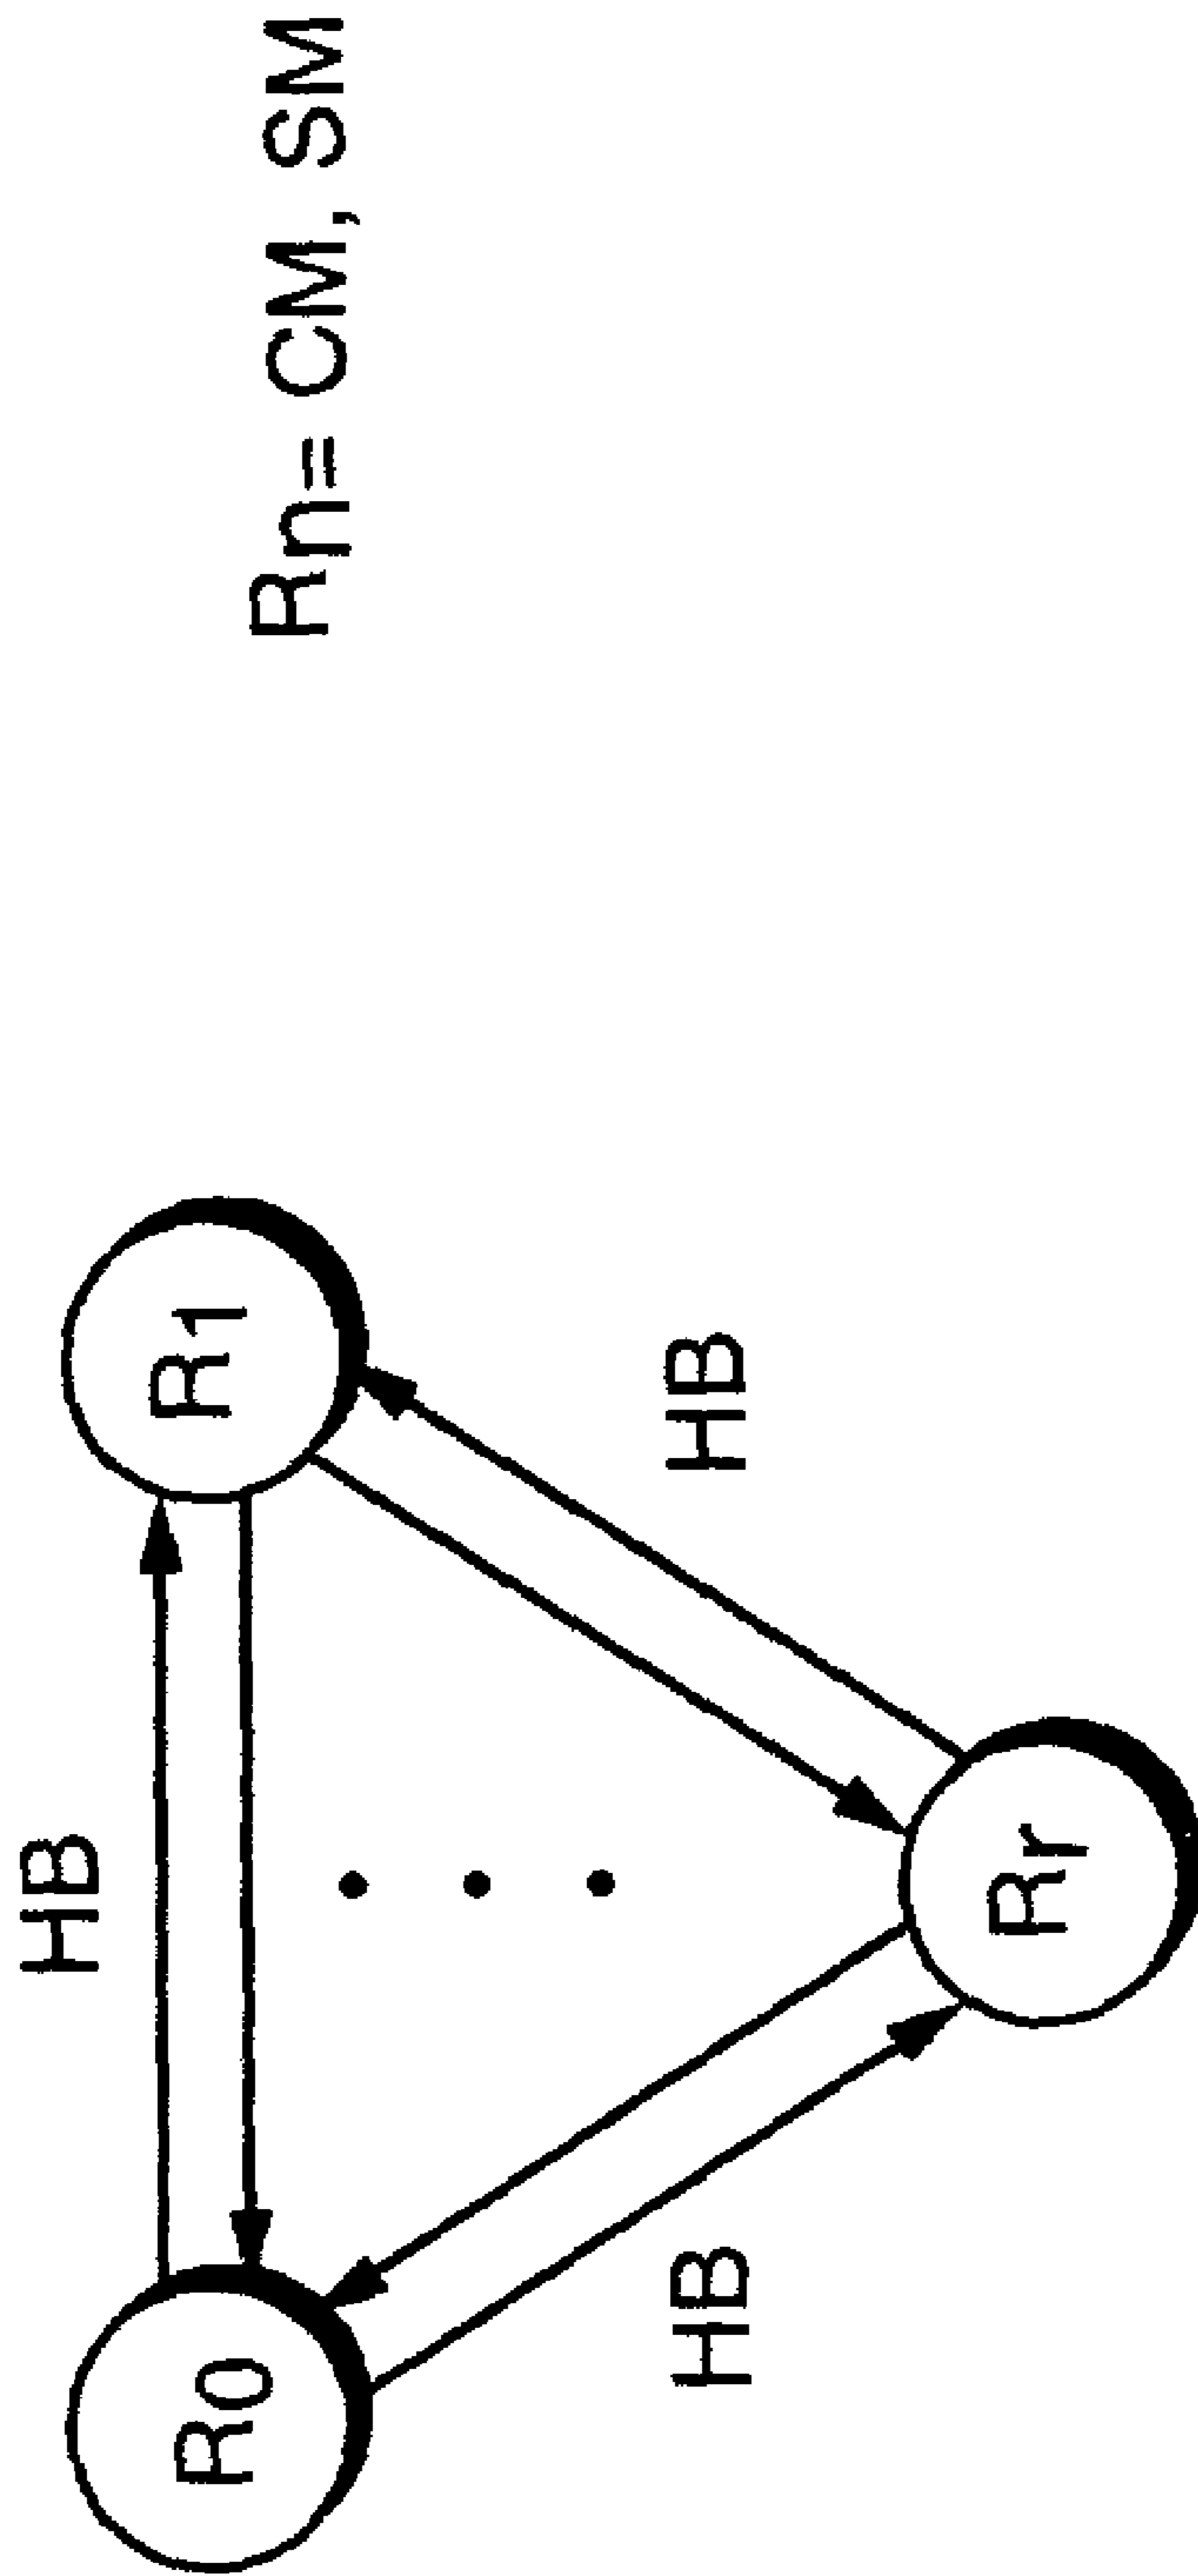 HB
R0
R1
Rn= CM, SM
HB
HB
Rr